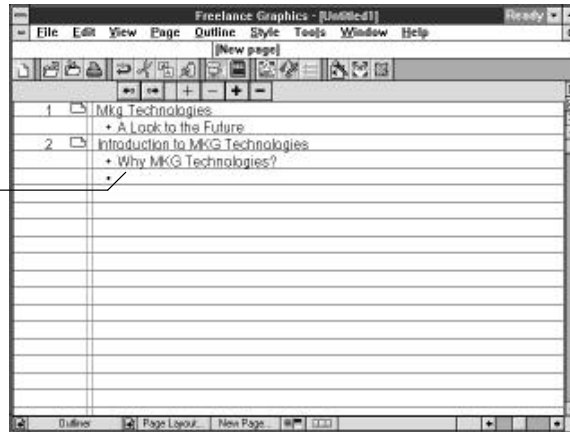 Freelance Graphics - [Untitled1] Ready
File Edit View Page Outline Style Tools Window Help
[New page]
1 Mkg Technologies
• A Look to the Future
2 Introduction to MKG Technologies
• Why MKG Technologies?
•
Outliner Page Layout... New Page...